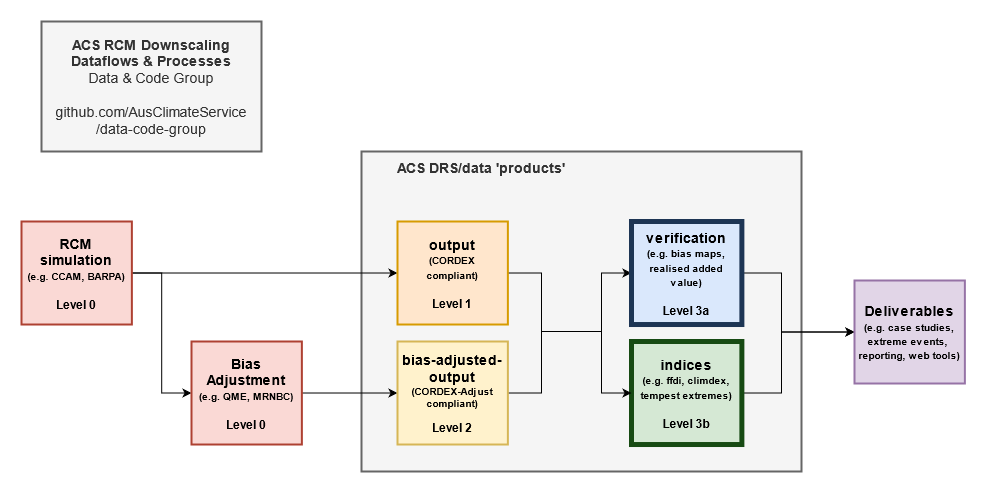 ACS RCM Downscaling
Dataflows & Processes
Data & Code Group
github.com/AusClimateService
/data-code-group
ACS DRS/data 'products'
RCM
simulation
(e.g. CCAM, BARPA)
Level 0
Bias
Adjustment
(e.g. QME, MRNBC)
Level 0
output
(CORDEX
compliant)
Level 1
bias-adjusted-
output
(CORDEX-Adjust
compliant)
Level 2
verification
(e.g. bias maps,
realised added
value)
Level 3a
indices
(e.g. ffdi, climdex,
tempest extremes)
Level 3b
Deliverables
(e.g. case studies,
extreme events,
reporting, web tools)